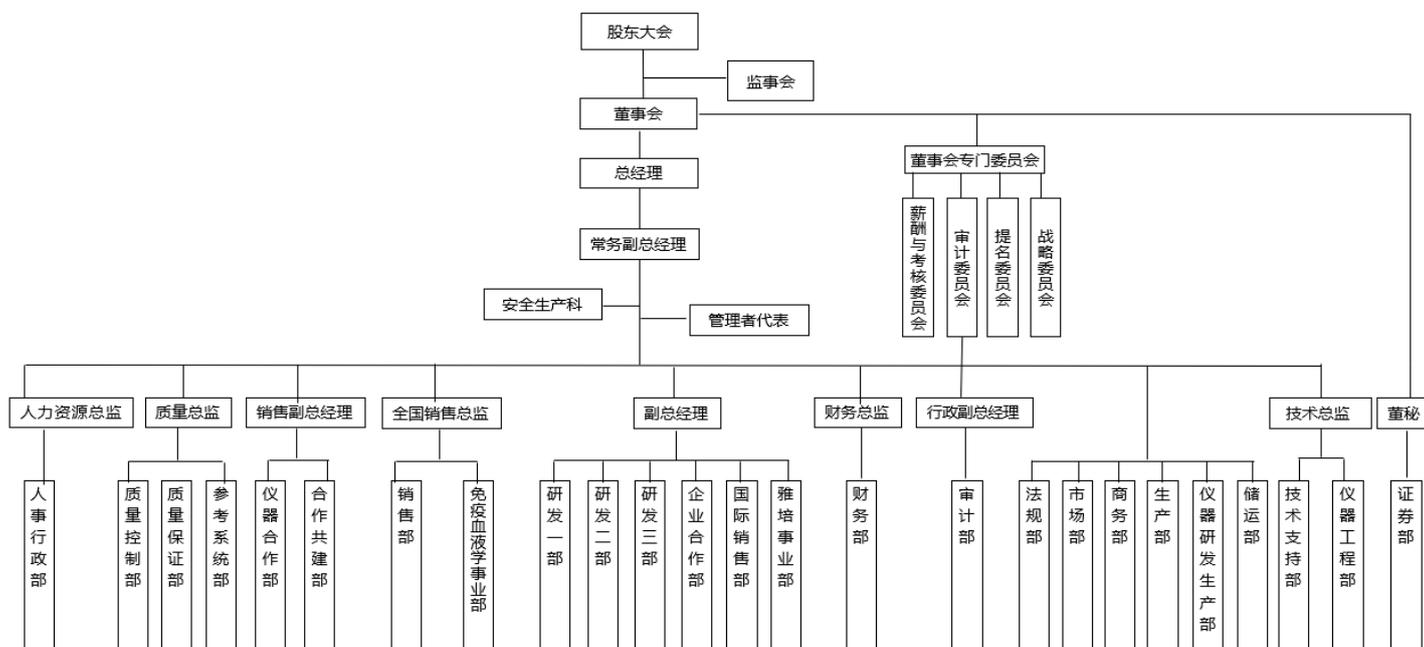 股东大会
监事会
董事会
董事会专门委员会
总经理
薪酬与考核委员会
审计委员会
提名委员会
战略委员会
常务副总经理
安全生产科
管理者代表
人力资源总监
质量总监
销售副总经理
全国销售总监
副总经理
财务总监
行政副总经理
技术总监
董秘
人事行政部
质量控制部
质量保证部
参考系统部
仪器合作部
合作共建部
销售部
免疫血液学事业部
研发一部
研发二部
研发三部
企业合作部
国际销售部
雅培事业部
财务部
审计部
法规部
市场部
商务部
生产部
仪器研发生产部
储运部
技术支持部
仪器工程部
证券部